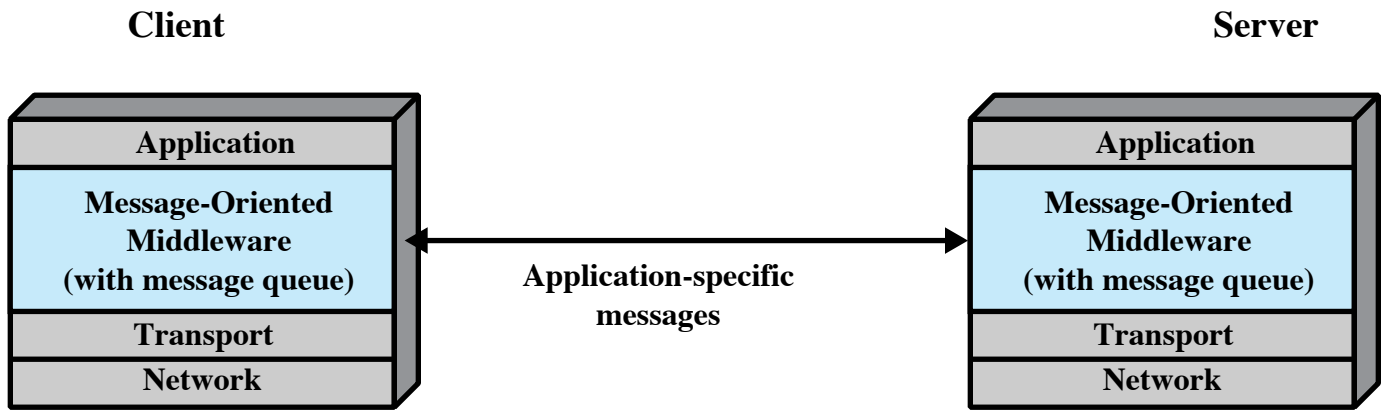 Client
Server
Application
Message-Oriented
Middleware
(with message queue)
Transport
Network
Application-specific
messages
Application
Message-Oriented
Middleware
(with message queue)
Transport
Network